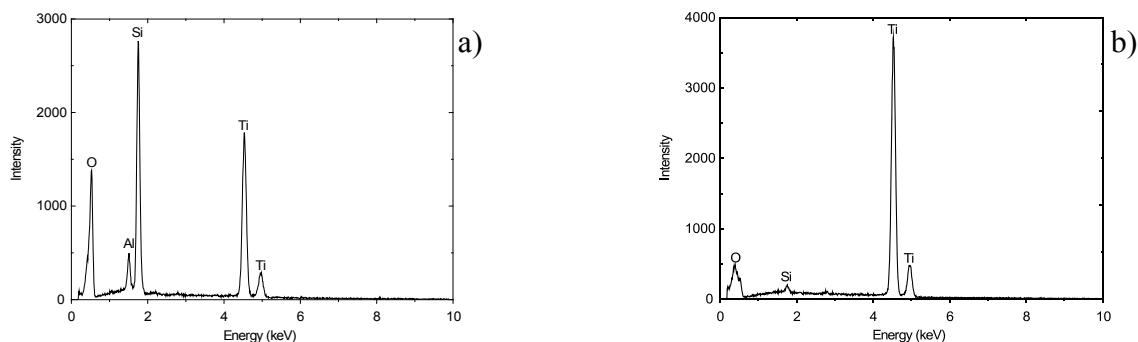 3000
2000
1000
0
Intensity
O
Al
Si
Ti
Ti
0 2 4 6 8 10
Energy (keV)
a)
4000
3000
2000
1000
0
Intensity
O
Si
Ti
Ti
0 2 4 6 8 10
Energy (keV)
b)